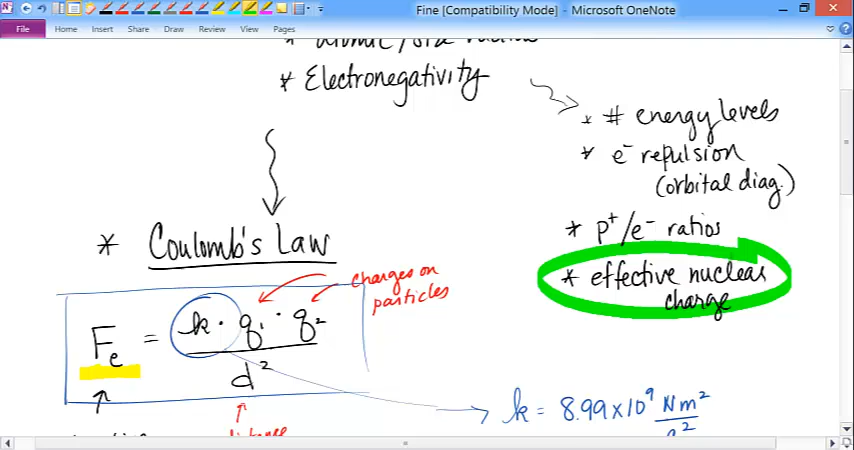 Fine [Compatibility Mode] - Microsoft OneNote
File Home Insert Share Draw Review View Pages
* Electronegativity
* # energy levels
* e⁻ repulsion
(orbital diag.)
* p⁺/e⁻ ratios
* effective nuclear
charge
* Coulomb's Law
charges on
particles
Fₑ = k · q₁ · q₂
d²
k = 8.99 x 10⁹ Nm²